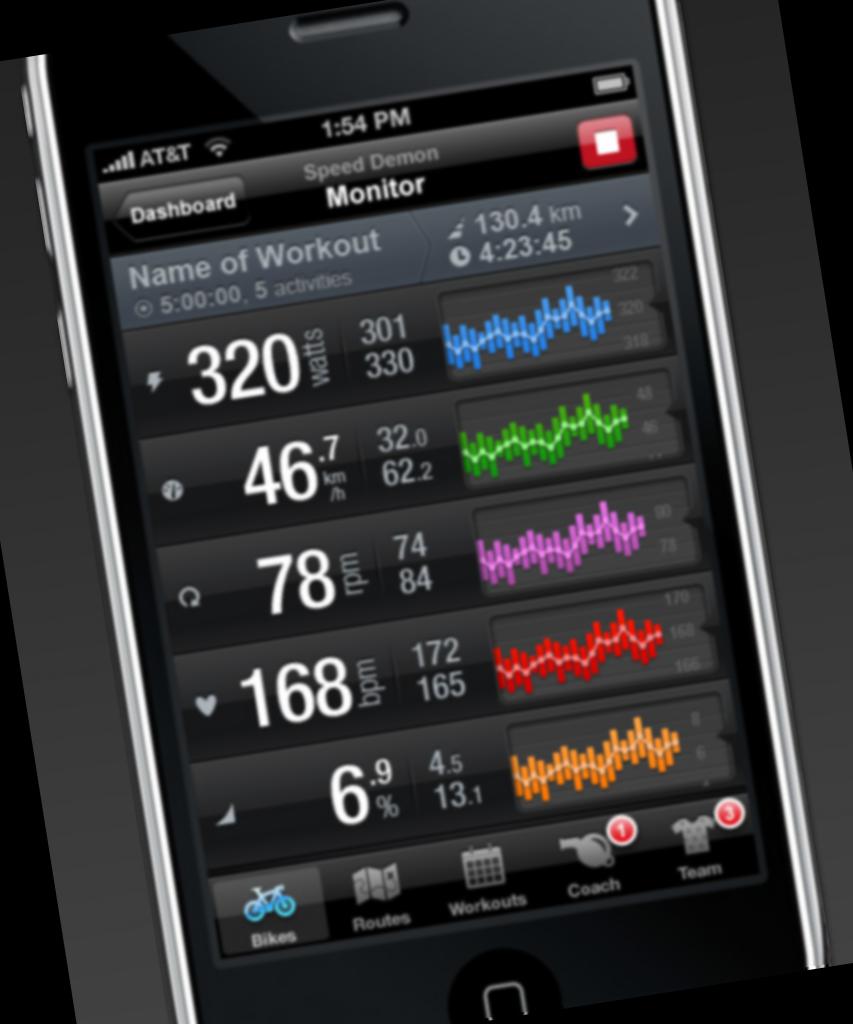 AT&T 1:54 PM
Speed Demon
Dashboard Monitor
Name of Workout
5:00:00, 5 activities
130.4 km
4:23:45
320 watts 301
330
322
320
318
46.7 km/h 32.0
62.2
48
46
78 rpm 74
84
80
78
168 bpm 172
165
170
168
166
6.9 % 4.5
13.1
8
6
1 3
Bikes Routes Workouts Coach Team